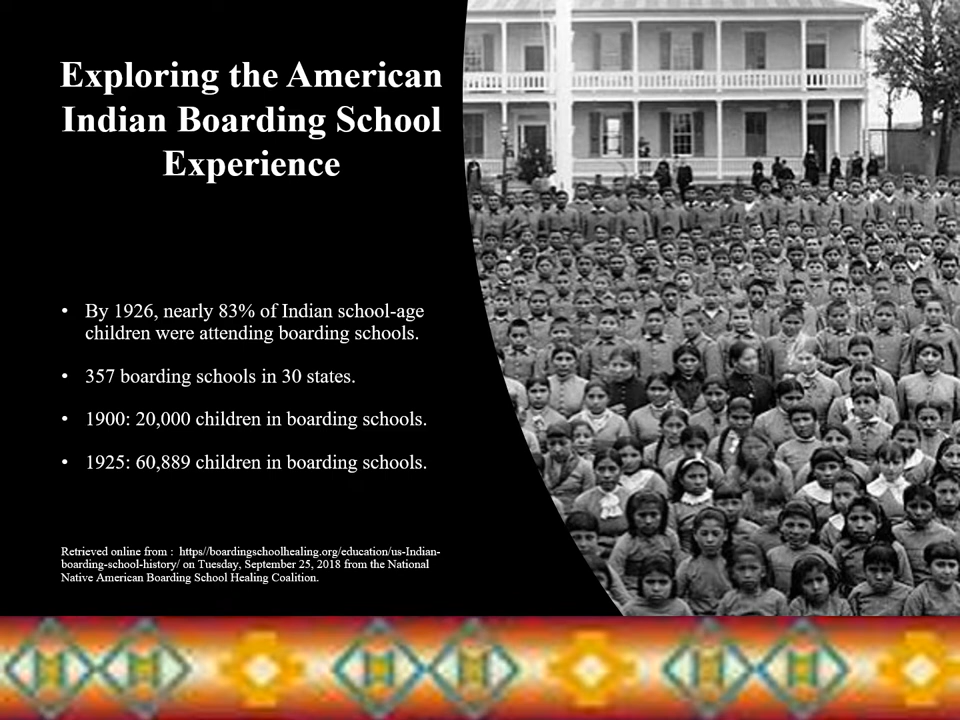 Exploring the American
Indian Boarding School
Experience
• By 1926, nearly 83% of Indian school-age
children were attending boarding schools.
• 357 boarding schools in 30 states.
• 1900: 20,000 children in boarding schools.
• 1925: 60,889 children in boarding schools.
Retrieved online from : https//boardingschoolhealing.org/education/us-Indian-
boarding-school-history/ on Tuesday, September 25, 2018 from the National
Native American Boarding School Healing Coalition.